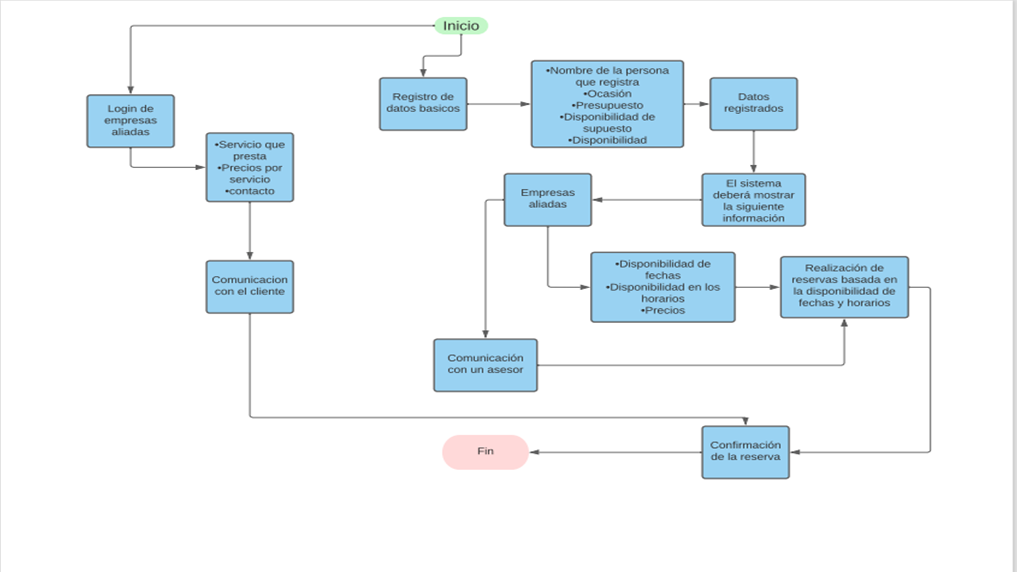 Inicio
Login de
empresas
aliadas
•Servicio que
presta
•Precios por
servicio
•contacto
Comunicacion
con el cliente
Registro de
datos basicos
•Nombre de la persona
que registra
•Ocasión
•Presupuesto
•Disponibilidad de
supuesto
•Disponibilidad
Datos
registrados
El sistema
deberá mostrar
la siguiente
información
Empresas
aliadas
•Disponibilidad de
fechas
•Disponibilidad en los
horarios
•Precios
Realización de
reservas basada en
la disponibilidad de
fechas y horarios
Comunicación
con un asesor
Confirmación
de la reserva
Fin